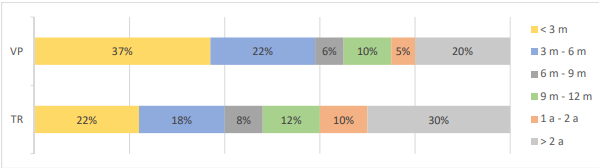 VP 37% 22% 6% 10% 5% 20%
TR 22% 18% 8% 12% 10% 30%
< 3 m
3 m - 6 m
6 m - 9 m
9 m - 12 m
1 a - 2 a
> 2 a